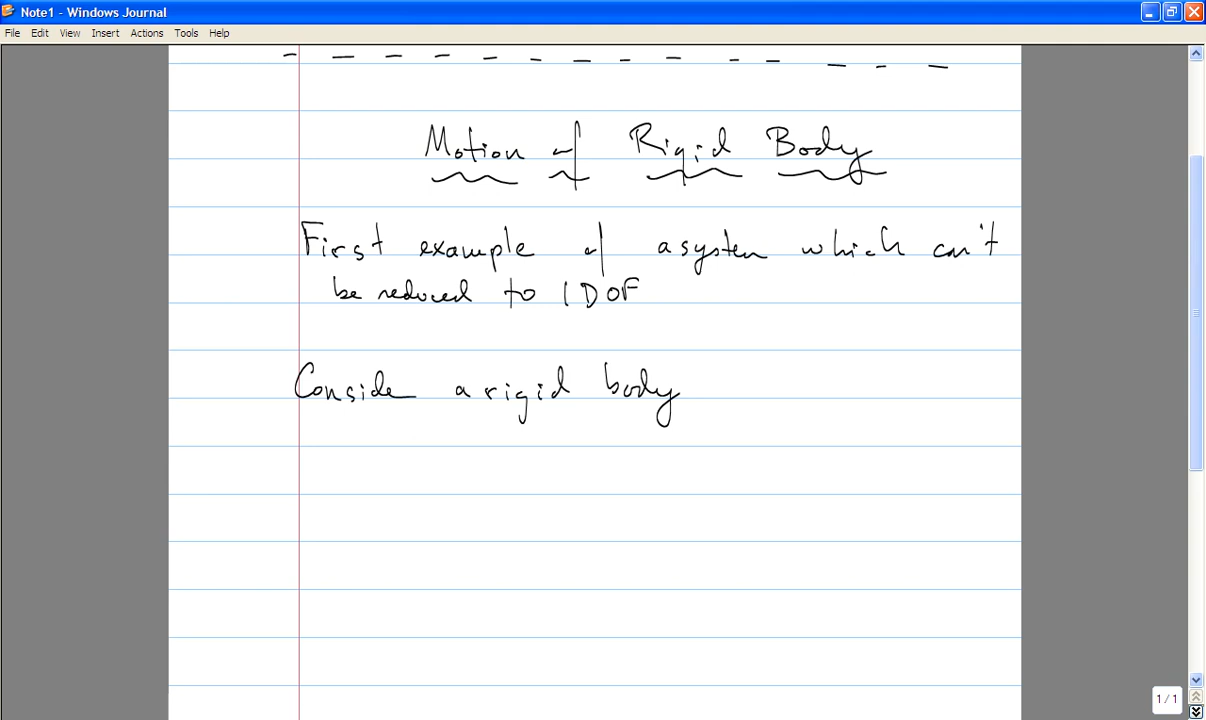 Note1 - Windows Journal
File Edit View Insert Actions Tools Help
Motion of Rigid Body
First example of a system which can't
be reduced to 1 DOF
Conside a rigid body
1 / 1